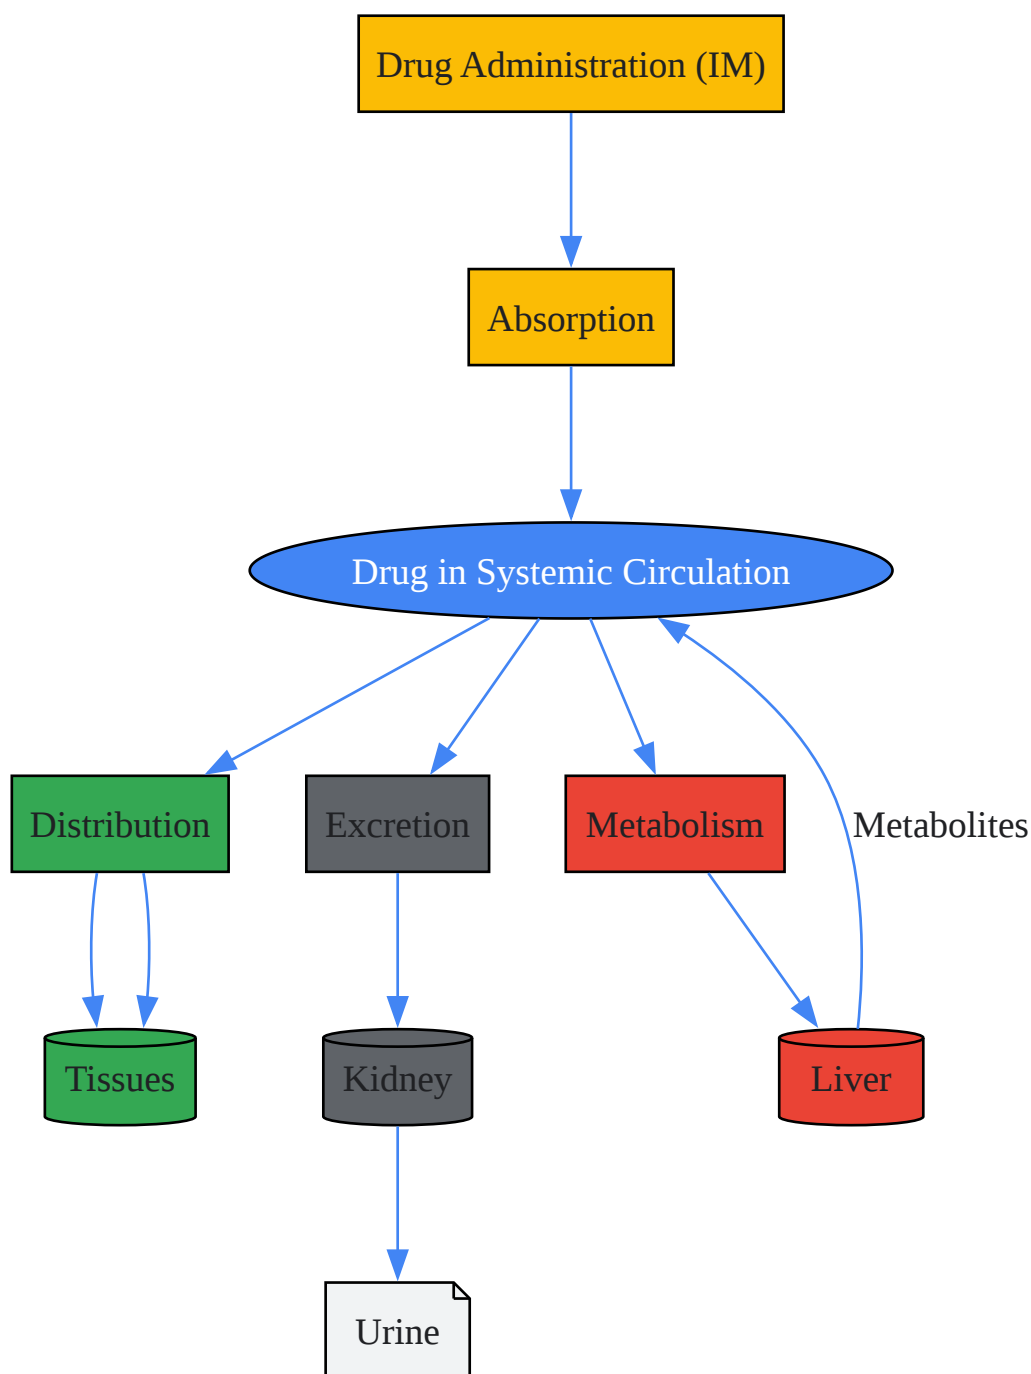 Drug Administration (IM)
Absorption
Drug in Systemic Circulation
Distribution
Excretion
Metabolism
Metabolites
Tissues
Kidney
Liver
Urine